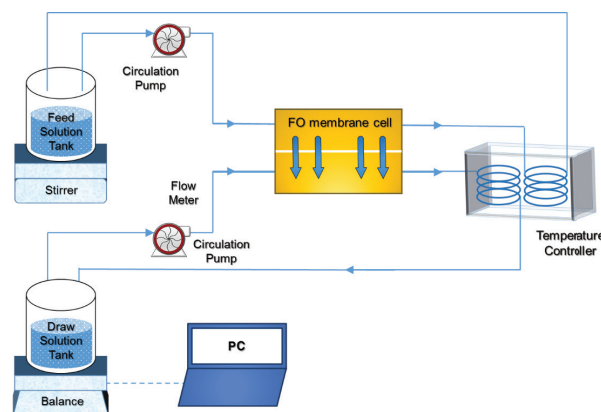 Circulation
Pump
Feed
Solution
Tank
Stirrer
FO membrane cell
Flow
Meter
Circulation
Pump
Temperature
Controller
Draw
Solution
Tank
Balance
PC